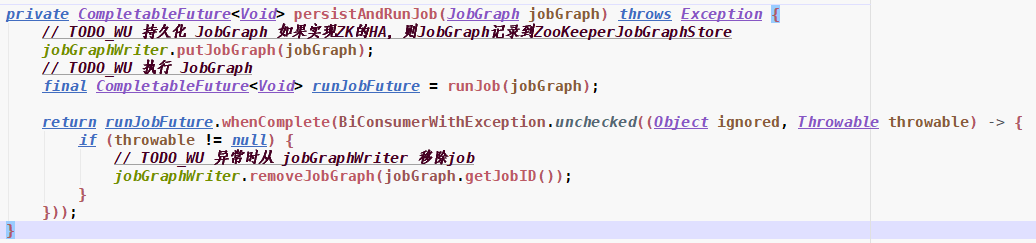 private CompletableFuture<Void> persistAndRunJob(JobGraph jobGraph) throws Exception {
// TODO_WU 持久化 JobGraph 如果实现ZK的HA，则JobGraph记录到ZooKeeperJobGraphStore
jobGraphWriter.putJobGraph(jobGraph);
// TODO_WU 执行 JobGraph
final CompletableFuture<Void> runJobFuture = runJob(jobGraph);
return runJobFuture.whenComplete(BiConsumerWithException.unchecked((Object ignored, Throwable throwable) -> {
if (throwable != null) {
// TODO_WU 异常时从 jobGraphWriter 移除job
jobGraphWriter.removeJobGraph(jobGraph.getJobID());
}
}));
}